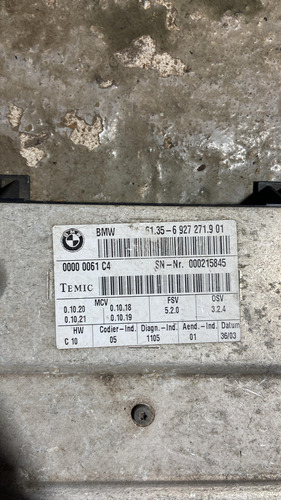 BMW
BMW 61.35-6 927 271.9 01
0000 0061 C4 SN-Nr. 000215845
TEMIC
MCV FSV OSV
0.10.20 0.10.18 5.2.0 3.2.4
0.10.21 0.10.19
HW Codier-Ind. Diagn.-Ind. Aend.-Ind. Datum
C 10 05 1105 01 36/03